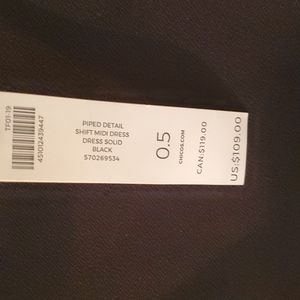 TF01-19
451012439447
PIPED DETAIL
SHIFT MIDI DRESS
DRESS SOLID
BLACK
570269534
0.5
CHICOS.COM
CAN:$119.00
US:$109.00